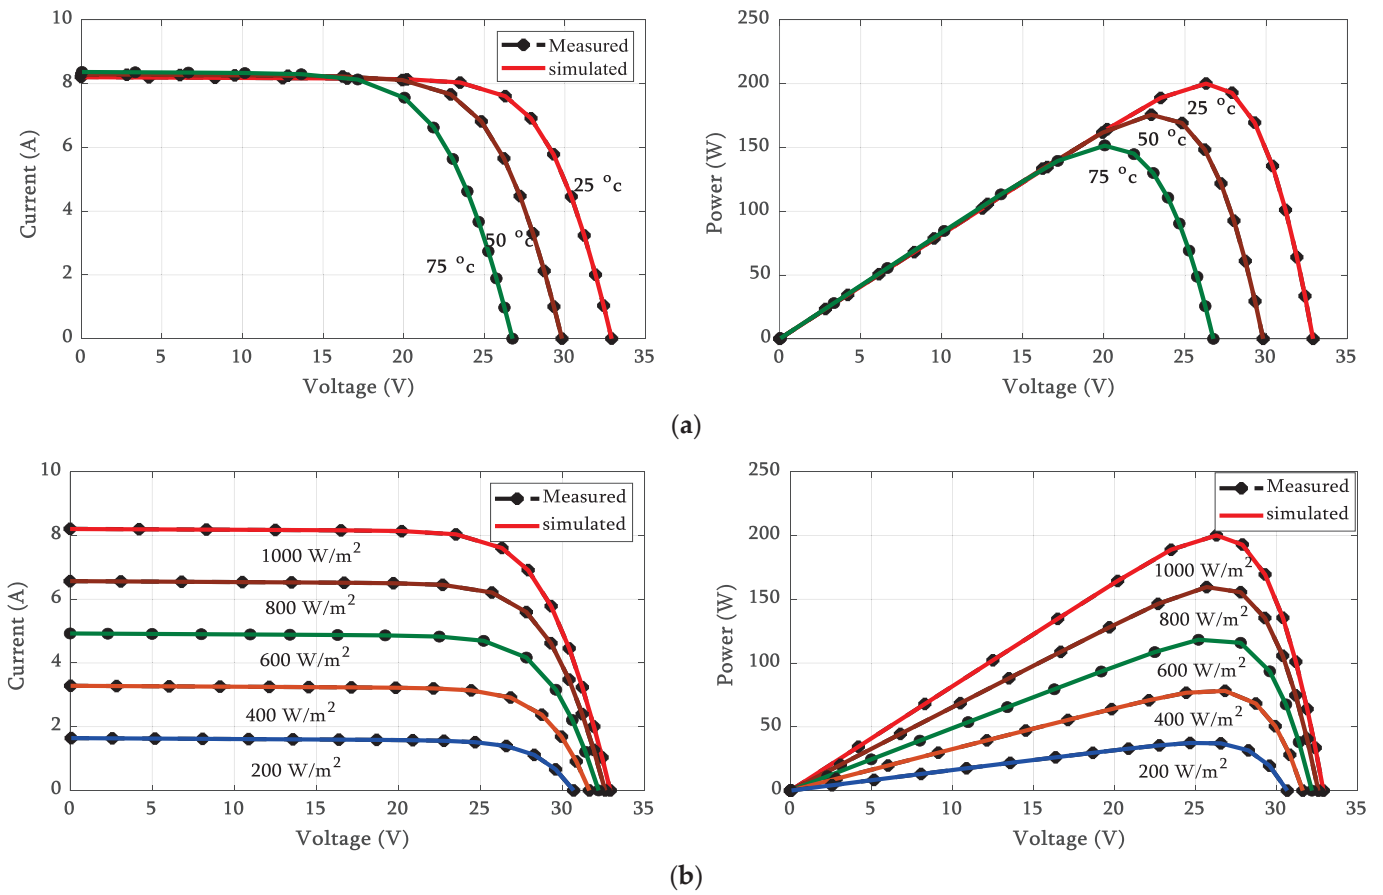 10
8
6
4
2
0
0
5
10
15
20
25
30
35
Current (A)
Voltage (V)
Measured
simulated
25 °c
50 °c
75 °c
250
200
150
100
50
0
0
5
10
15
20
25
30
35
Power (W)
Voltage (V)
25 °c
50 °c
75 °c
(a)
10
8
6
4
2
0
0
5
10
15
20
25
30
35
Current (A)
Voltage (V)
Measured
simulated
1000 W/m²
800 W/m²
600 W/m²
400 W/m²
200 W/m²
250
200
150
100
50
0
0
5
10
15
20
25
30
35
Power (W)
Voltage (V)
Measured
simulated
1000 W/m²
800 W/m²
600 W/m²
400 W/m²
200 W/m²
(b)